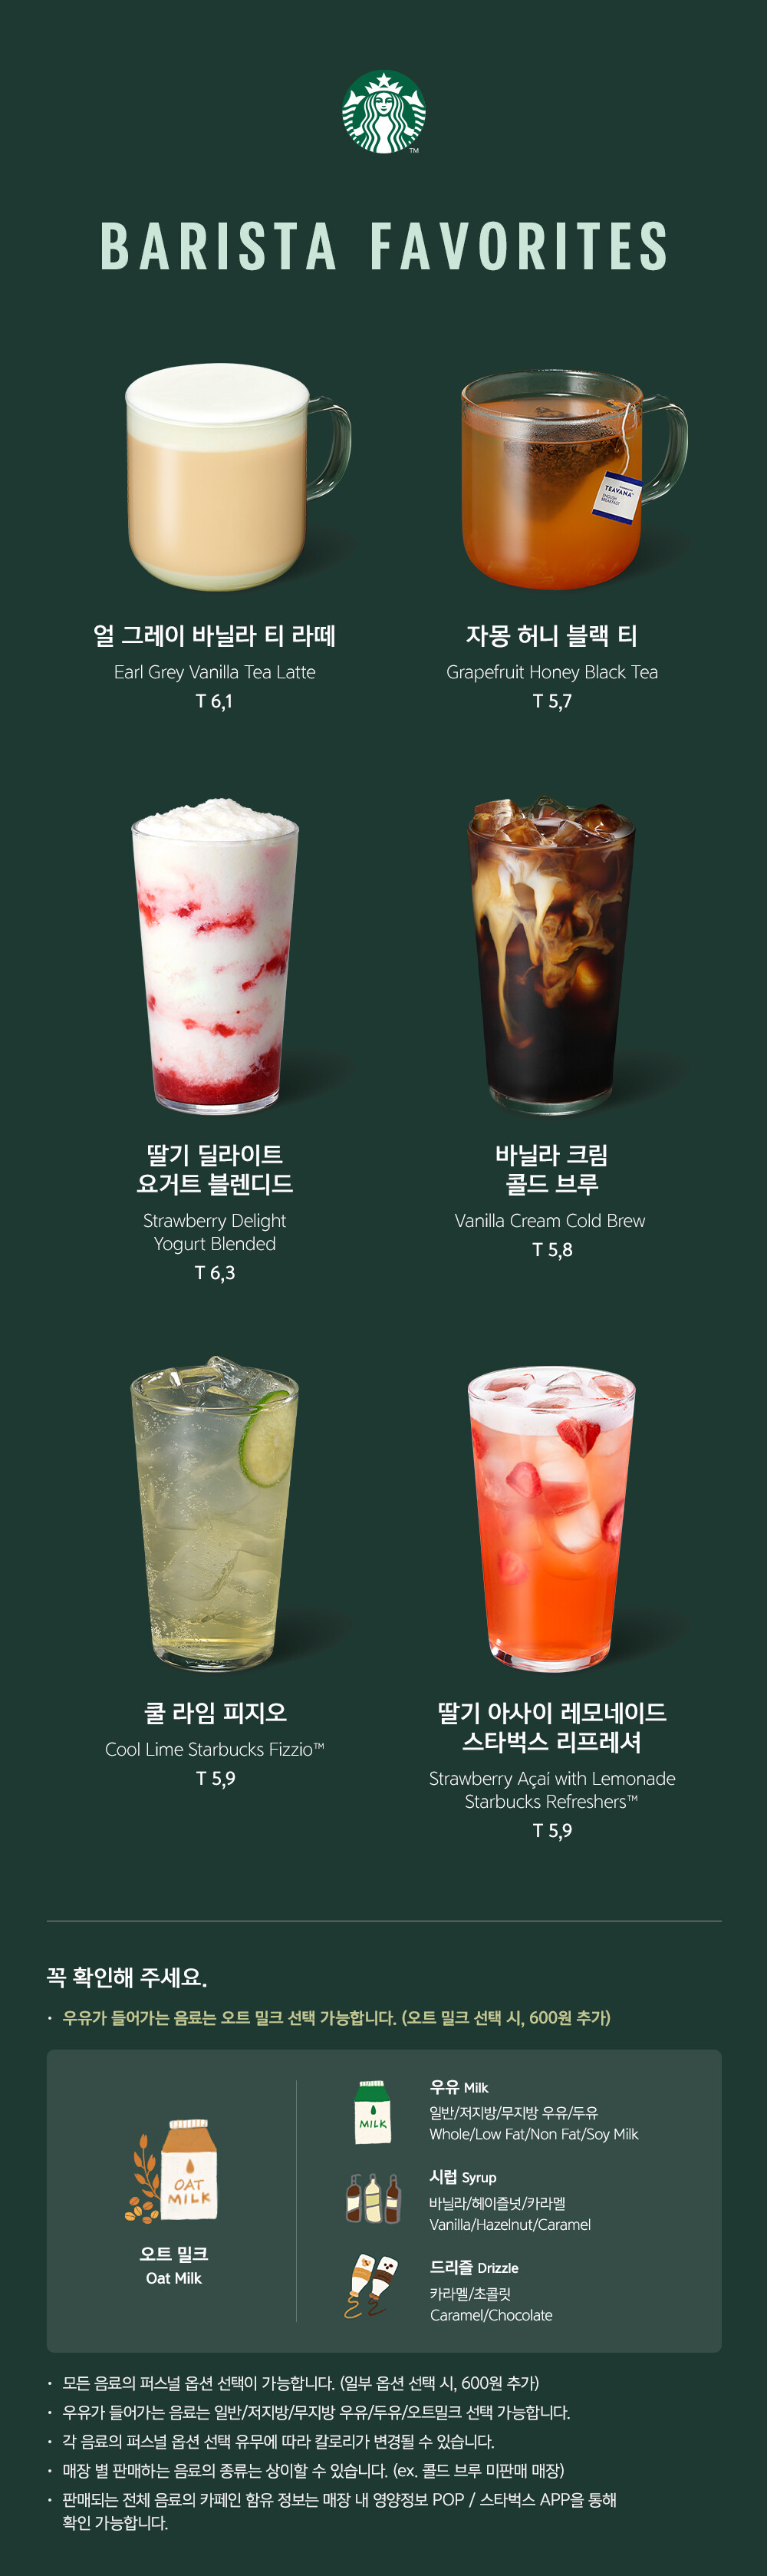 TM
BARISTA FAVORITES
TEAVANA™
ENGLISH
BREAKFAST
얼 그레이 바닐라 티 라떼
Earl Grey Vanilla Tea Latte
T 6,1
자몽 허니 블랙 티
Grapefruit Honey Black Tea
T 5,7
딸기 딜라이트
요거트 블렌디드
Strawberry Delight
Yogurt Blended
T 6,3
바닐라 크림
콜드 브루
Vanilla Cream Cold Brew
T 5,8
쿨 라임 피지오
Cool Lime Starbucks Fizzio™
T 5,9
딸기 아사이 레모네이드
스타벅스 리프레셔
Strawberry Açaí with Lemonade
Starbucks Refreshers™
T 5,9
꼭 확인해 주세요.
• 우유가 들어가는 음료는 오트 밀크 선택 가능합니다. (오트 밀크 선택 시, 600원 추가)
OAT
MILK
오트 밀크
Oat Milk
MILK
우유 Milk
일반/저지방/무지방 우유/두유
Whole/Low Fat/Non Fat/Soy Milk
시럽 Syrup
바닐라/헤이즐넛/카라멜
Vanilla/Hazelnut/Caramel
드리즐 Drizzle
카라멜/초콜릿
Caramel/Chocolate
• 모든 음료의 퍼스널 옵션 선택이 가능합니다. (일부 옵션 선택 시, 600원 추가)
• 우유가 들어가는 음료는 일반/저지방/무지방 우유/두유/오트밀크 선택 가능합니다.
• 각 음료의 퍼스널 옵션 선택 유무에 따라 칼로리가 변경될 수 있습니다.
• 매장 별 판매하는 음료의 종류는 상이할 수 있습니다. (ex. 콜드 브루 미판매 매장)
• 판매되는 전체 음료의 카페인 함유 정보는 매장 내 영양정보 POP / 스타벅스 APP을 통해
확인 가능합니다.